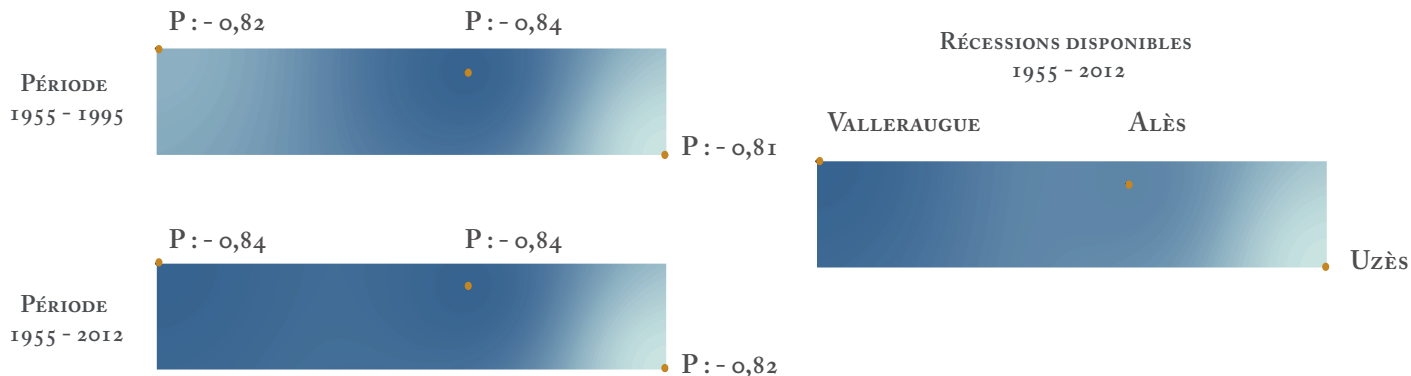 P : - 0,82
P : - 0,84
Période
1955 - 1995
P : - 0,81
P : - 0,84
P : - 0,84
Période
1955 - 2012
P : - 0,82
Récessions disponibles
1955 - 2012
Valleraugue
Alès
Uzès